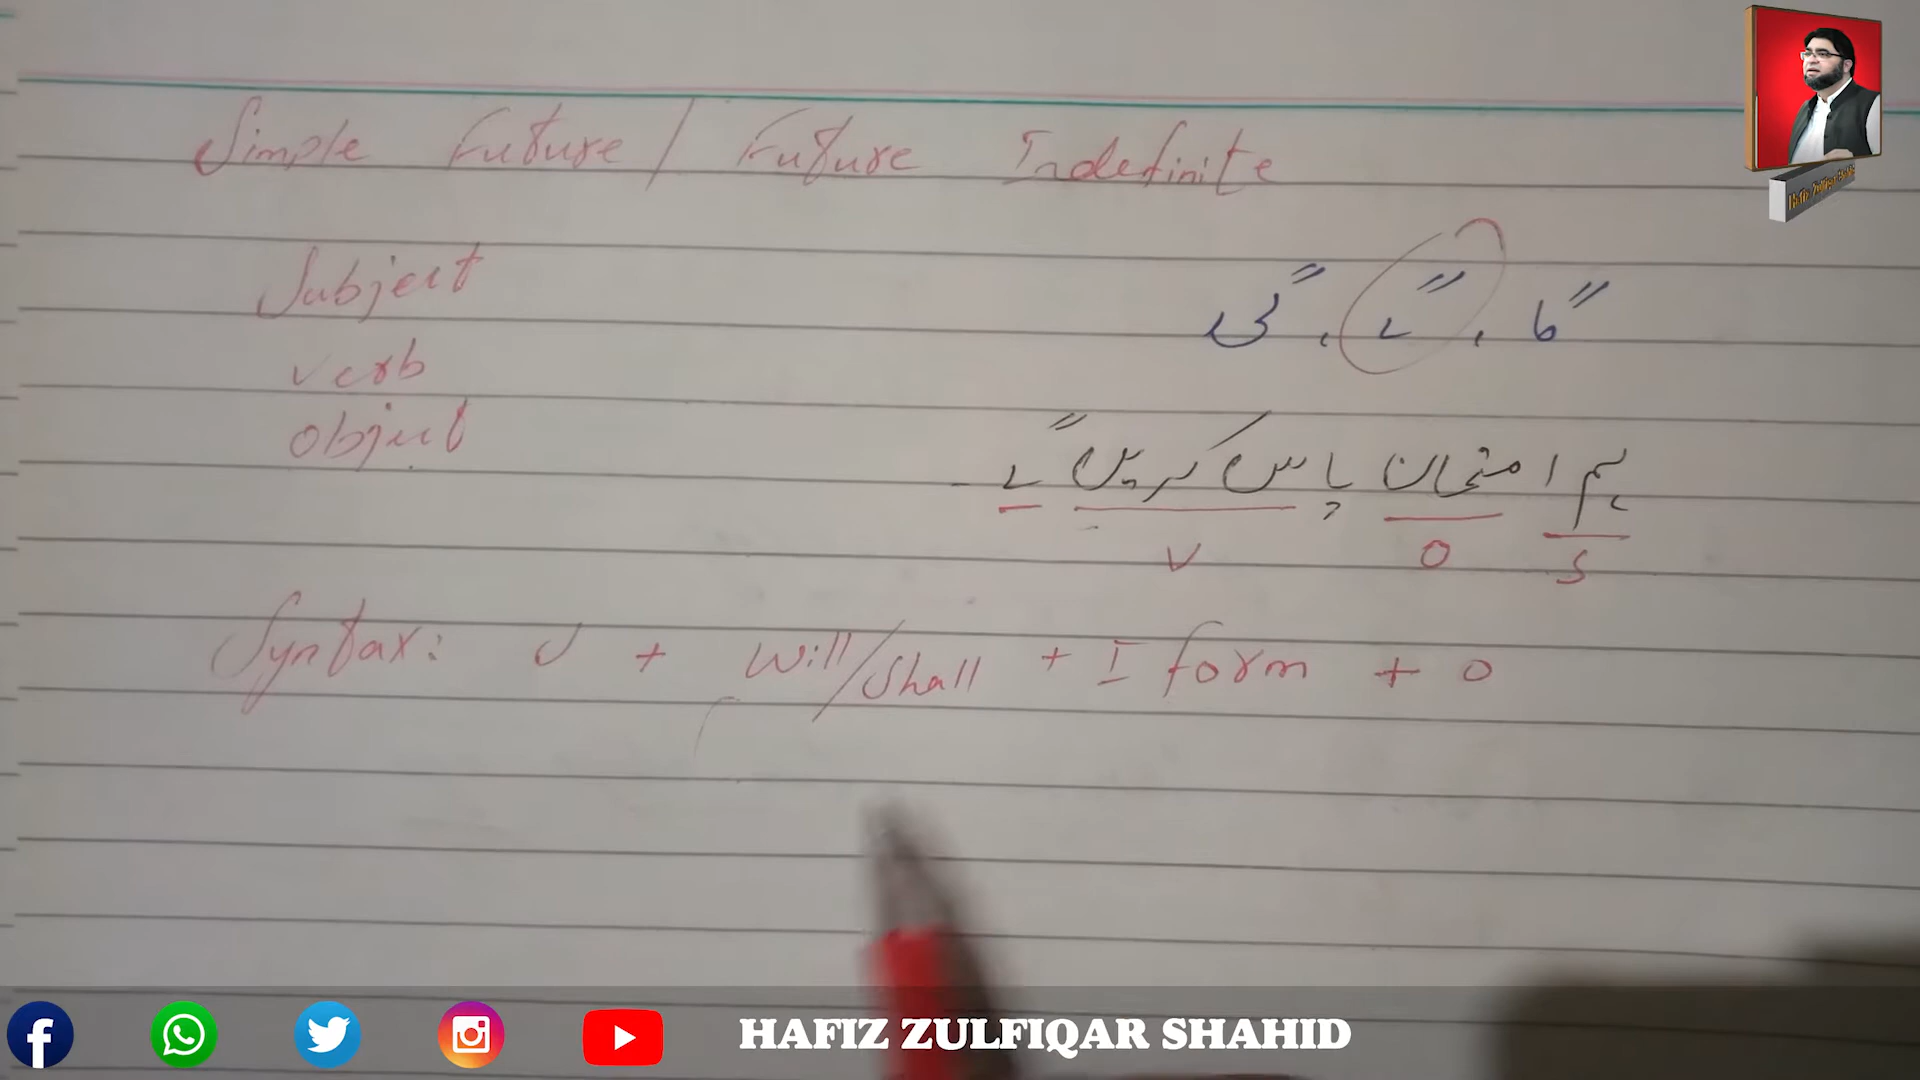 Simple Future / Future Indefinite
Subject
گا ، گے ، گی
verb
object
ہم امتحان پاس کریں گے ۔
V O S
Syntax: S + Will/Shall + I form + O
HAFIZ ZULFIQAR SHAHID